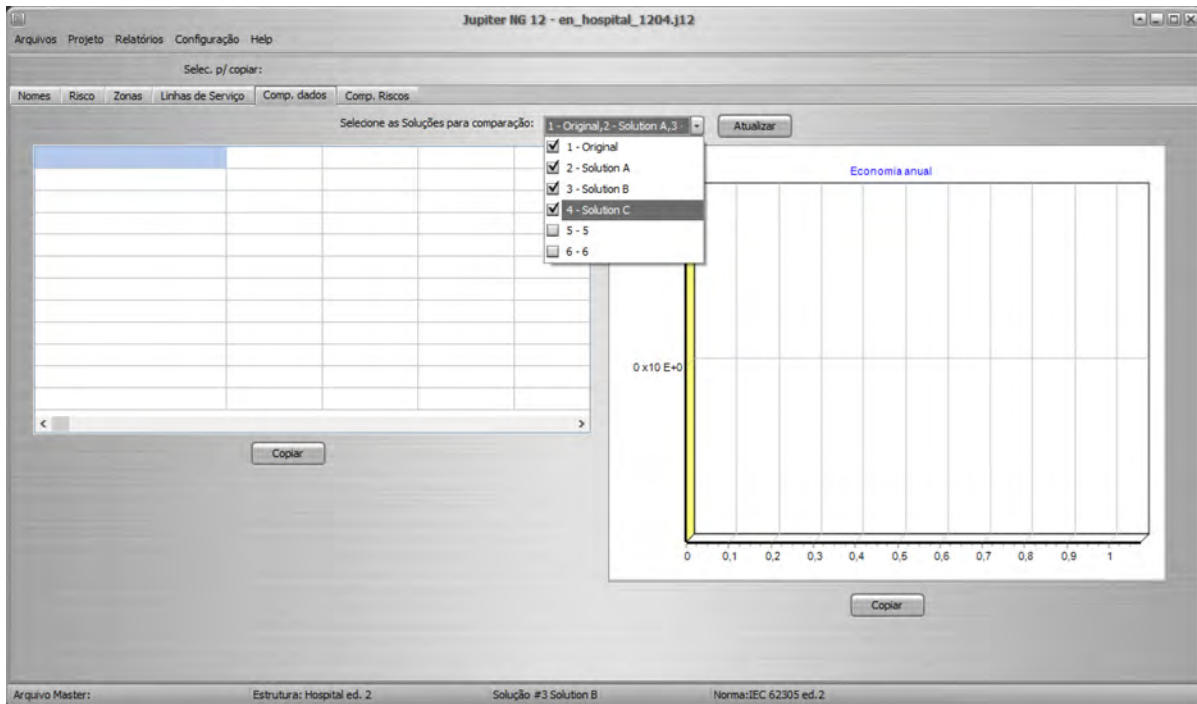 Jupiter NG 12 - en_hospital_1204.j12
Arquivos Projeto Relatórios Configuração Help
Selec. p/ copiar:
Nomes Risco Zonas Linhas de Serviço Comp. dados Comp. Riscos
Selecione as Soluções para comparação: 1 - Original,2 - Solution A,3 - Atualizar
1 - Original
2 - Solution A
3 - Solution B
4 - Solution C
5 - 5
6 - 6
Economia anual
0 x10 E+0
0 0,1 0,2 0,3 0,4 0,5 0,6 0,7 0,8 0,9 1
Copiar
Copiar
Arquivo Master: Estrutura: Hospital ed. 2 Solução #3 Solution B Norma:IEC 62305 ed.2